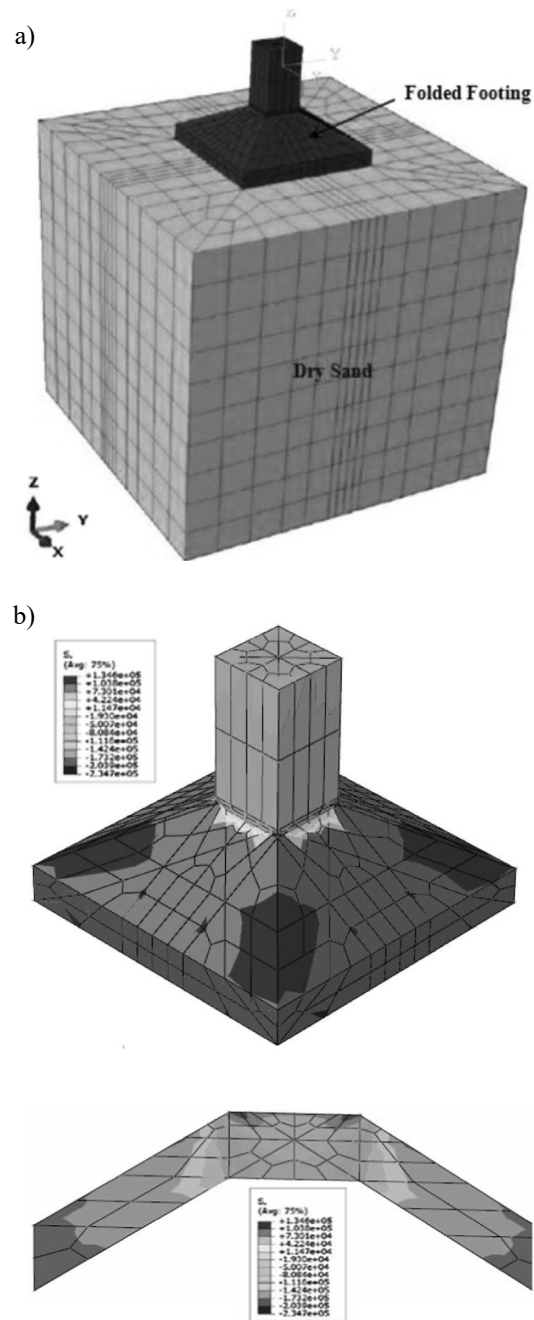 a)
Z
Y
Folded Footing
Dry Sand
Z
Y
X
b)
S,
(Avg: 75%)
+1.346e+05
+1.038e+05
+7.301e+04
+4.224e+04
+1.147e+04
-1.930e+04
-5.007e+04
-8.084e+04
-1.116e+05
-1.424e+05
-1.732e+05
-2.039e+05
-2.347e+05
S,
(Avg: 75%)
+1.346e+05
+1.038e+05
+7.301e+04
+4.224e+04
+1.147e+04
-1.930e+04
-5.007e+04
-8.084e+04
-1.116e+05
-1.424e+05
-1.732e+05
-2.039e+05
-2.347e+05